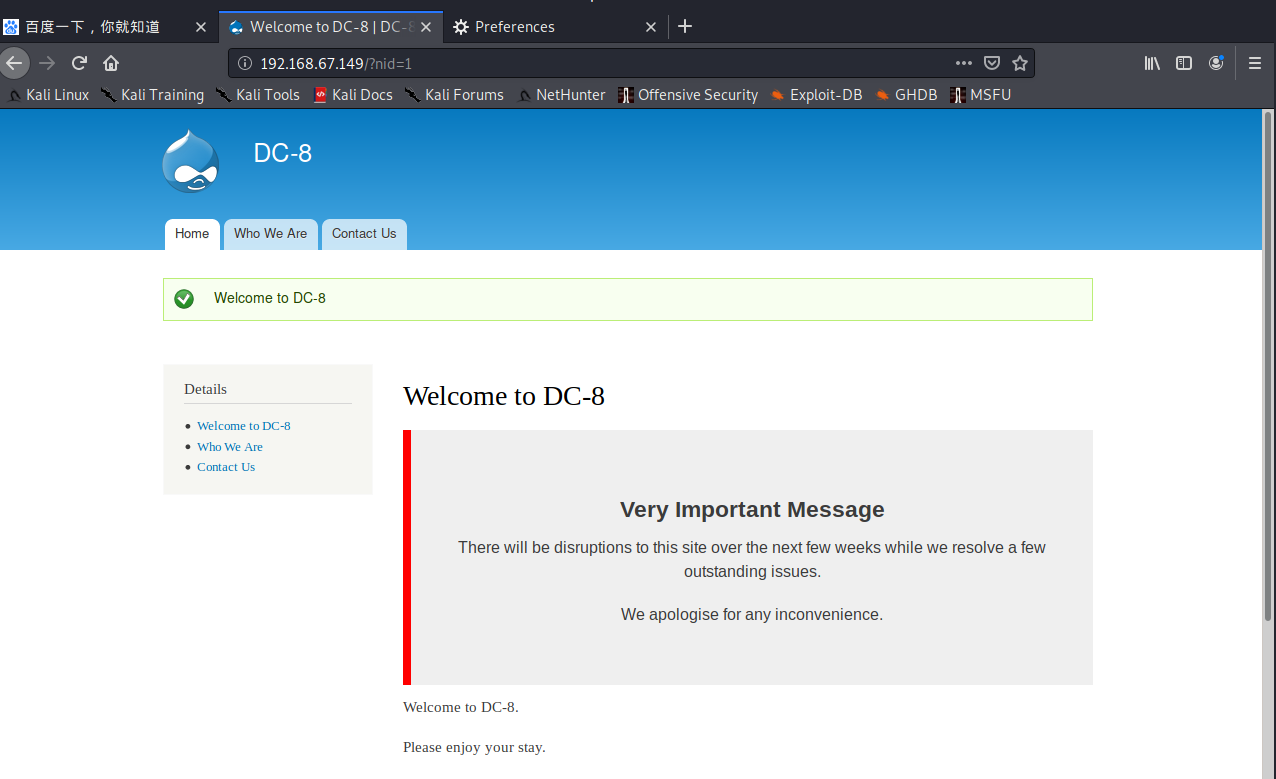 百度一下，你就知道
Welcome to DC-8 | DC-8
Preferences
192.168.67.149/?nid=1
Kali Linux Kali Training Kali Tools Kali Docs Kali Forums NetHunter Offensive Security Exploit-DB GHDB MSFU
DC-8
Home Who We Are Contact Us
Welcome to DC-8
Details
Welcome to DC-8
Who We Are
Contact Us
Welcome to DC-8
Very Important Message
There will be disruptions to this site over the next few weeks while we resolve a few
outstanding issues.
We apologise for any inconvenience.
Welcome to DC-8.
Please enjoy your stay.